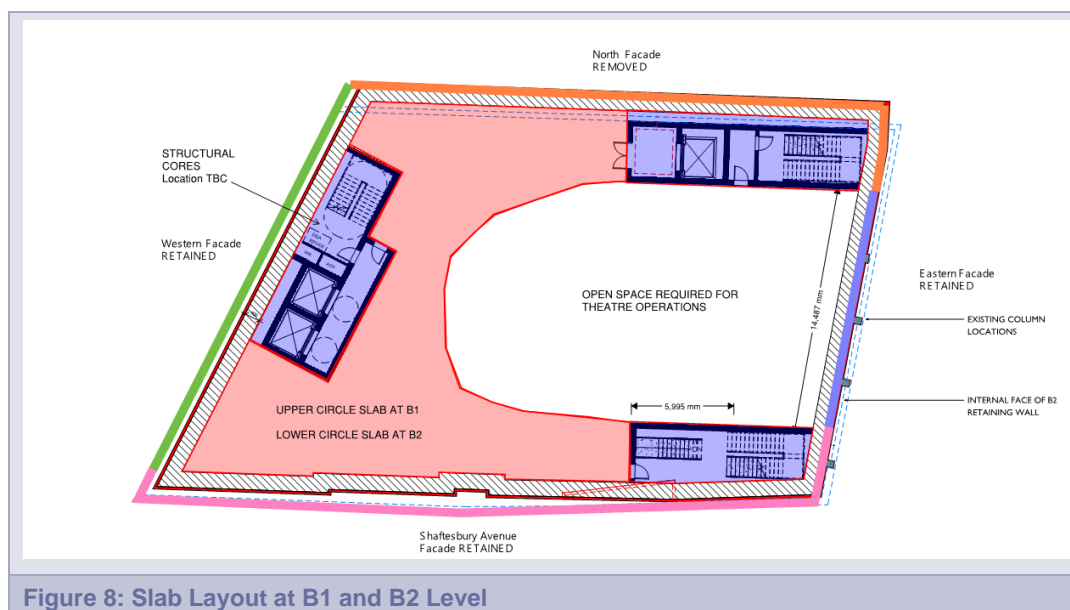 North Facade
REMOVED
STRUCTURAL
CORES
Location TBC
Western Facade
RETAINED
OPEN SPACE REQUIRED FOR
THEATRE OPERATIONS
14,487 mm
Eastern Facade
RETAINED
EXISTING COLUMN
LOCATIONS
INTERNAL FACE OF B2
RETAINING WALL
5,995 mm
UPPER CIRCLE SLAB AT B1
LOWER CIRCLE SLAB AT B2
DN
Shaftesbury Avenue
Facade RETAINED
Figure 8: Slab Layout at B1 and B2 Level